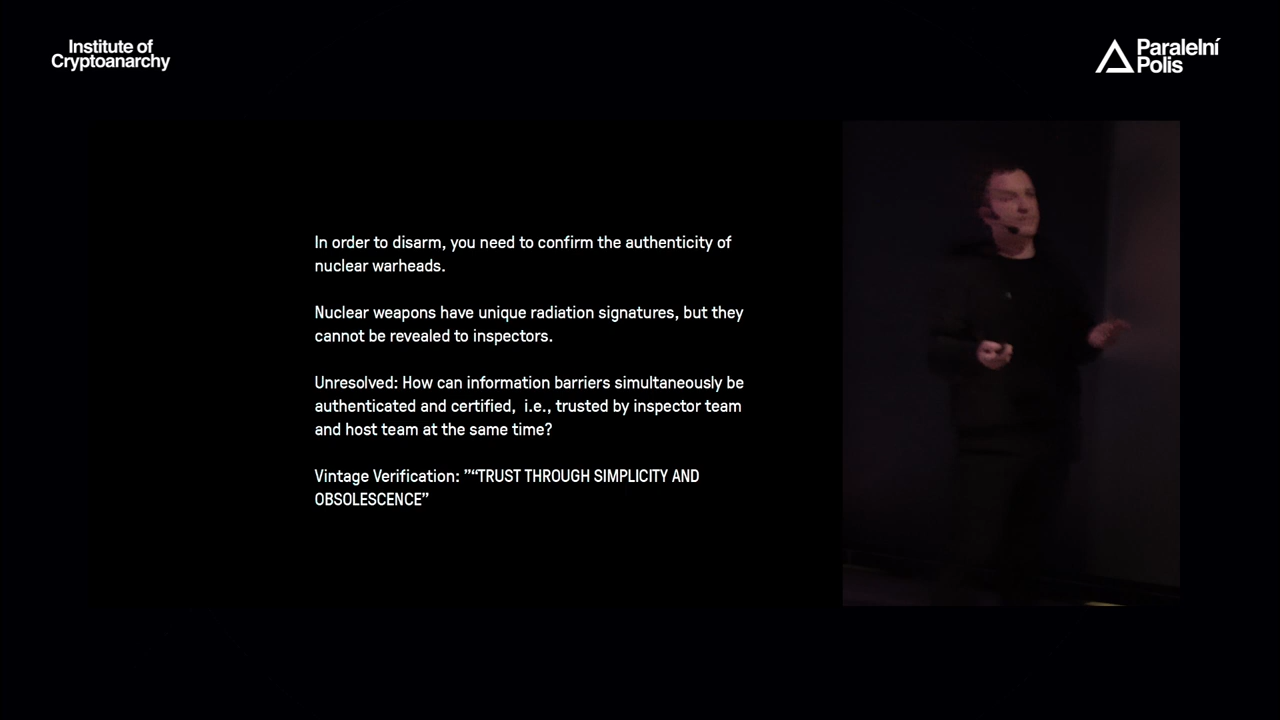 Institute of
Cryptoanarchy
Paralelní
Polis
In order to disarm, you need to confirm the authenticity of
nuclear warheads.
Nuclear weapons have unique radiation signatures, but they
cannot be revealed to inspectors.
Unresolved: How can information barriers simultaneously be
authenticated and certified,  i.e., trusted by inspector team
and host team at the same time?
Vintage Verification: ”“TRUST THROUGH SIMPLICITY AND
OBSOLESCENCE”